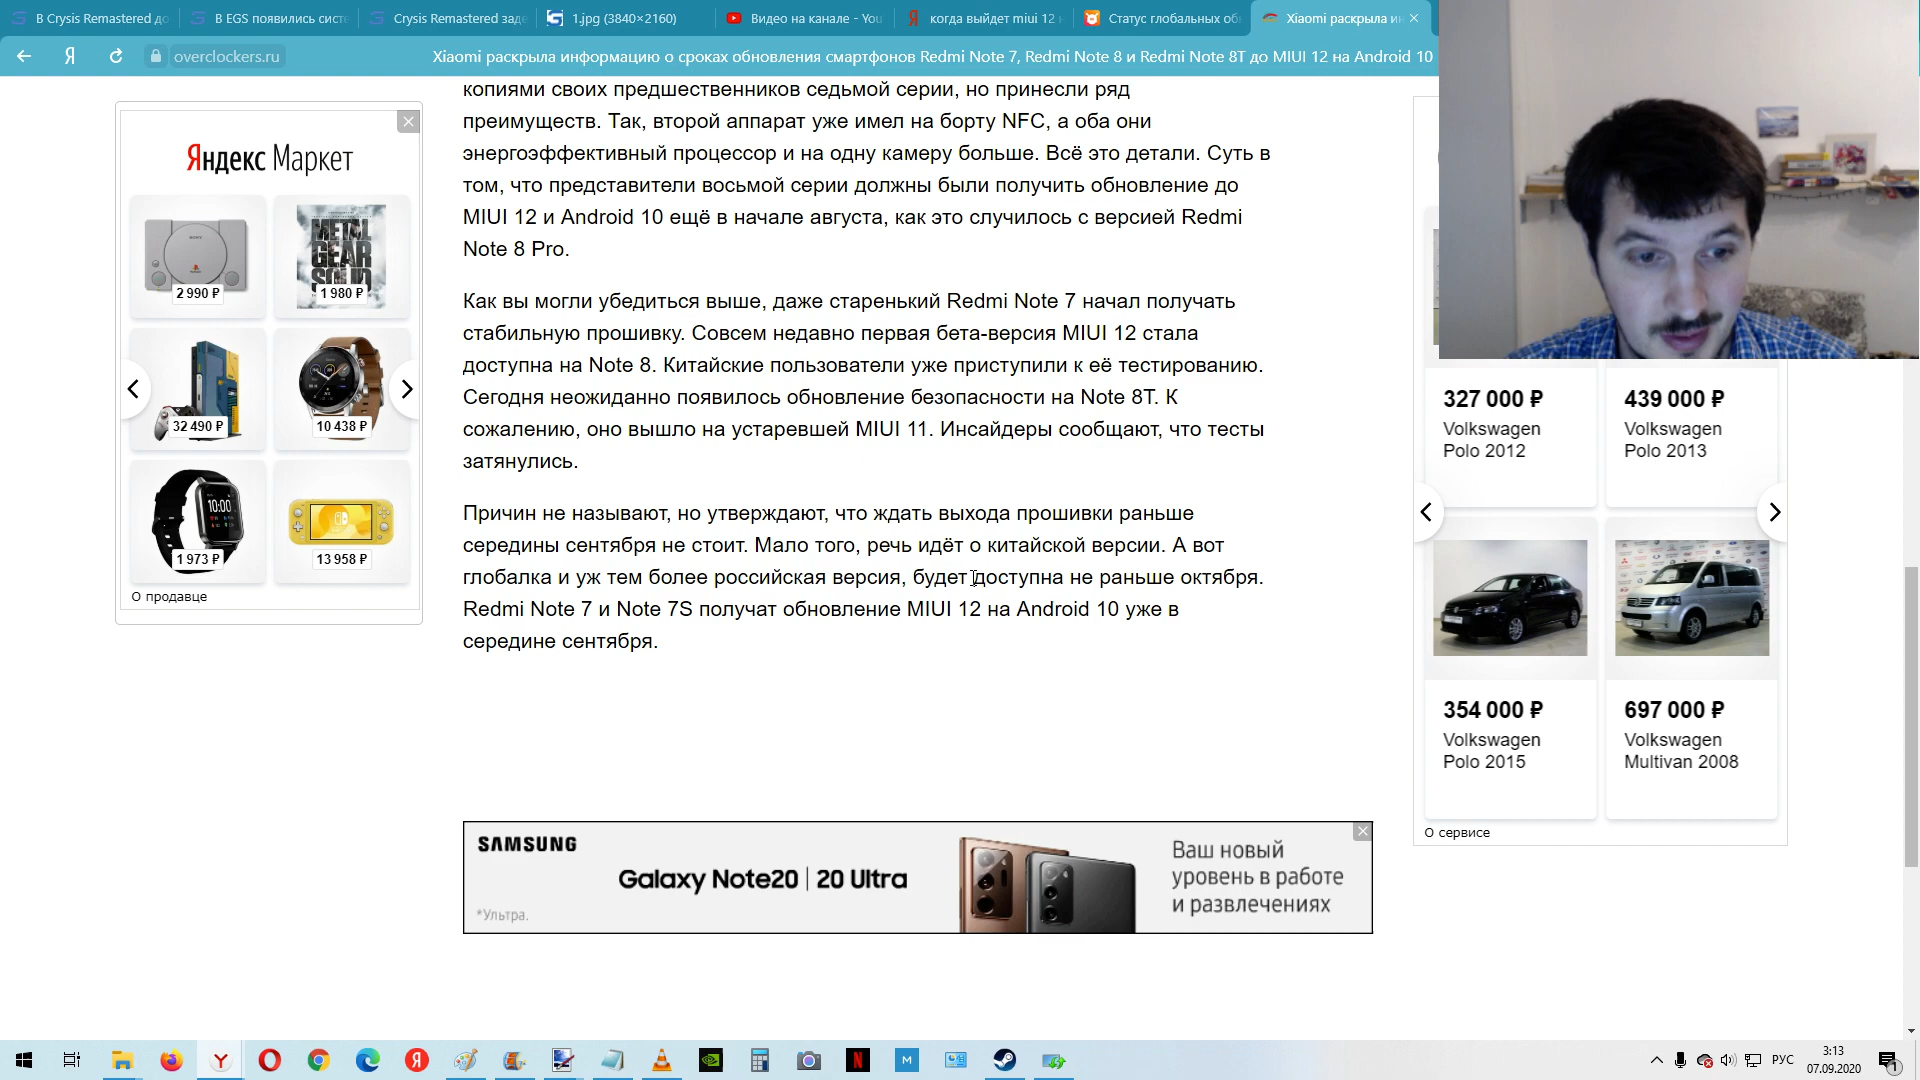 В Crysis Remastered до
В EGS появились систе
Crysis Remastered заде
1.jpg (3840×2160)
Видео на канале - You
когда выйдет miui 12 н
Статус глобальных об
Xiaomi раскрыла ин
overclockers.ru
Xiaomi раскрыла информацию о сроках обновления смартфонов Redmi Note 7, Redmi Note 8 и Redmi Note 8T до MIUI 12 на Android 10
копиями своих предшественников седьмой серии, но принесли ряд
преимуществ. Так, второй аппарат уже имел на борту NFC, а оба они
энергоэффективный процессор и на одну камеру больше. Всё это детали. Суть в
том, что представители восьмой серии должны были получить обновление до
MIUI 12 и Android 10 ещё в начале августа, как это случилось с версией Redmi
Note 8 Pro.
Как вы могли убедиться выше, даже старенький Redmi Note 7 начал получать
стабильную прошивку. Совсем недавно первая бета-версия MIUI 12 стала
доступна на Note 8. Китайские пользователи уже приступили к её тестированию.
Сегодня неожиданно появилось обновление безопасности на Note 8T. К
сожалению, оно вышло на устаревшей MIUI 11. Инсайдеры сообщают, что тесты
затянулись.
Причин не называют, но утверждают, что ждать выхода прошивки раньше
середины сентября не стоит. Мало того, речь идёт о китайской версии. А вот
глобалка и уж тем более российская версия, будет доступна не раньше октября.
Redmi Note 7 и Note 7S получат обновление MIUI 12 на Android 10 уже в
середине сентября.
Яндекс Маркет
SONY
METAL
GEAR
SOLID
2 990 ₽
1 980 ₽
32 490 ₽
10 438 ₽
10:00
1 973 ₽
13 958 ₽
О продавце
327 000 ₽
Volkswagen
Polo 2012
439 000 ₽
Volkswagen
Polo 2013
354 000 ₽
Volkswagen
Polo 2015
697 000 ₽
Volkswagen
Multivan 2008
О сервисе
SAMSUNG
Galaxy Note20 | 20 Ultra
*Ультра.
Ваш новый
уровень в работе
и развлечениях
РУС
3:13
07.09.2020
1